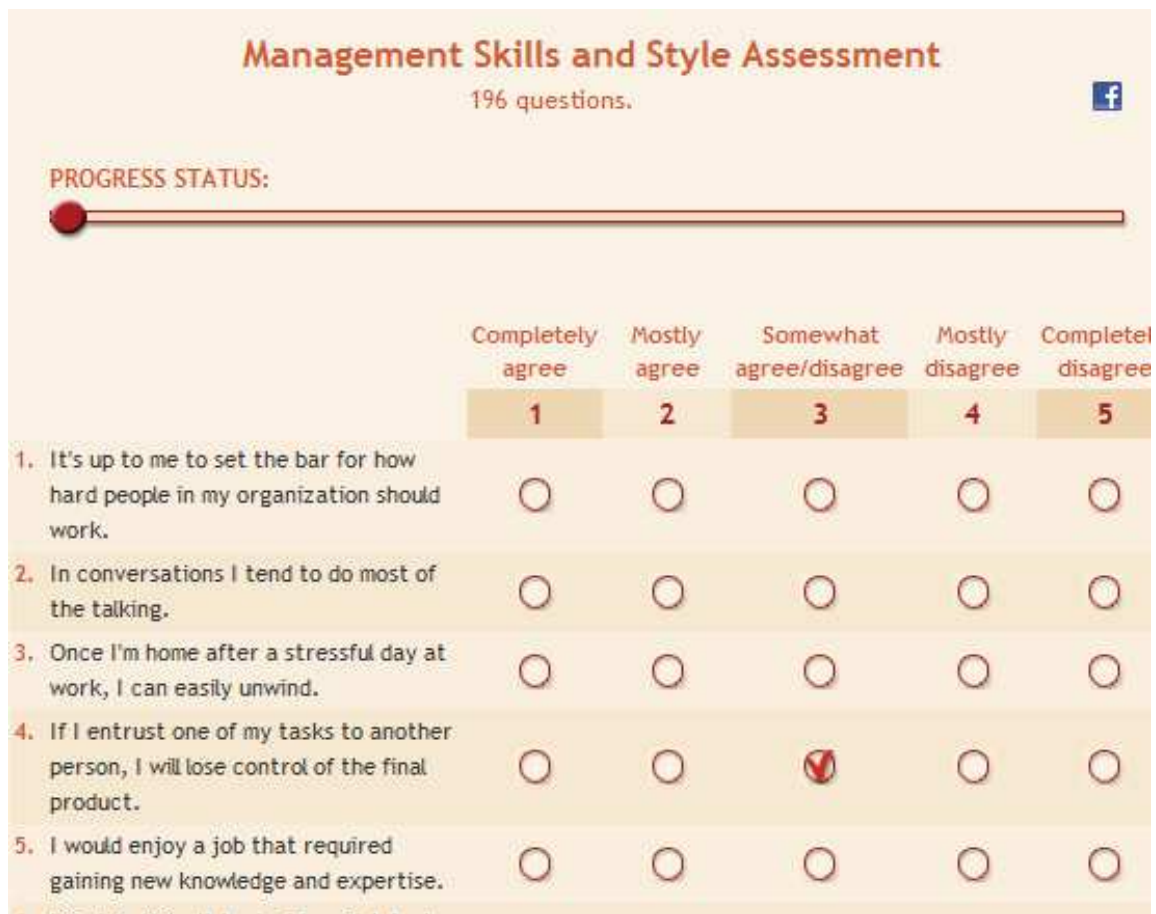 Management Skills and Style Assessment
196 questions.
f
PROGRESS STATUS:
Completely Mostly Somewhat Mostly Completel
agree agree agree/disagree disagree disagree
1 2 3 4 5
1. It's up to me to set the bar for how
hard people in my organization should
work.
2. In conversations I tend to do most of
the talking.
3. Once I'm home after a stressful day at
work, I can easily unwind.
4. If I entrust one of my tasks to another
person, I will lose control of the final
product.
5. I would enjoy a job that required
gaining new knowledge and expertise.